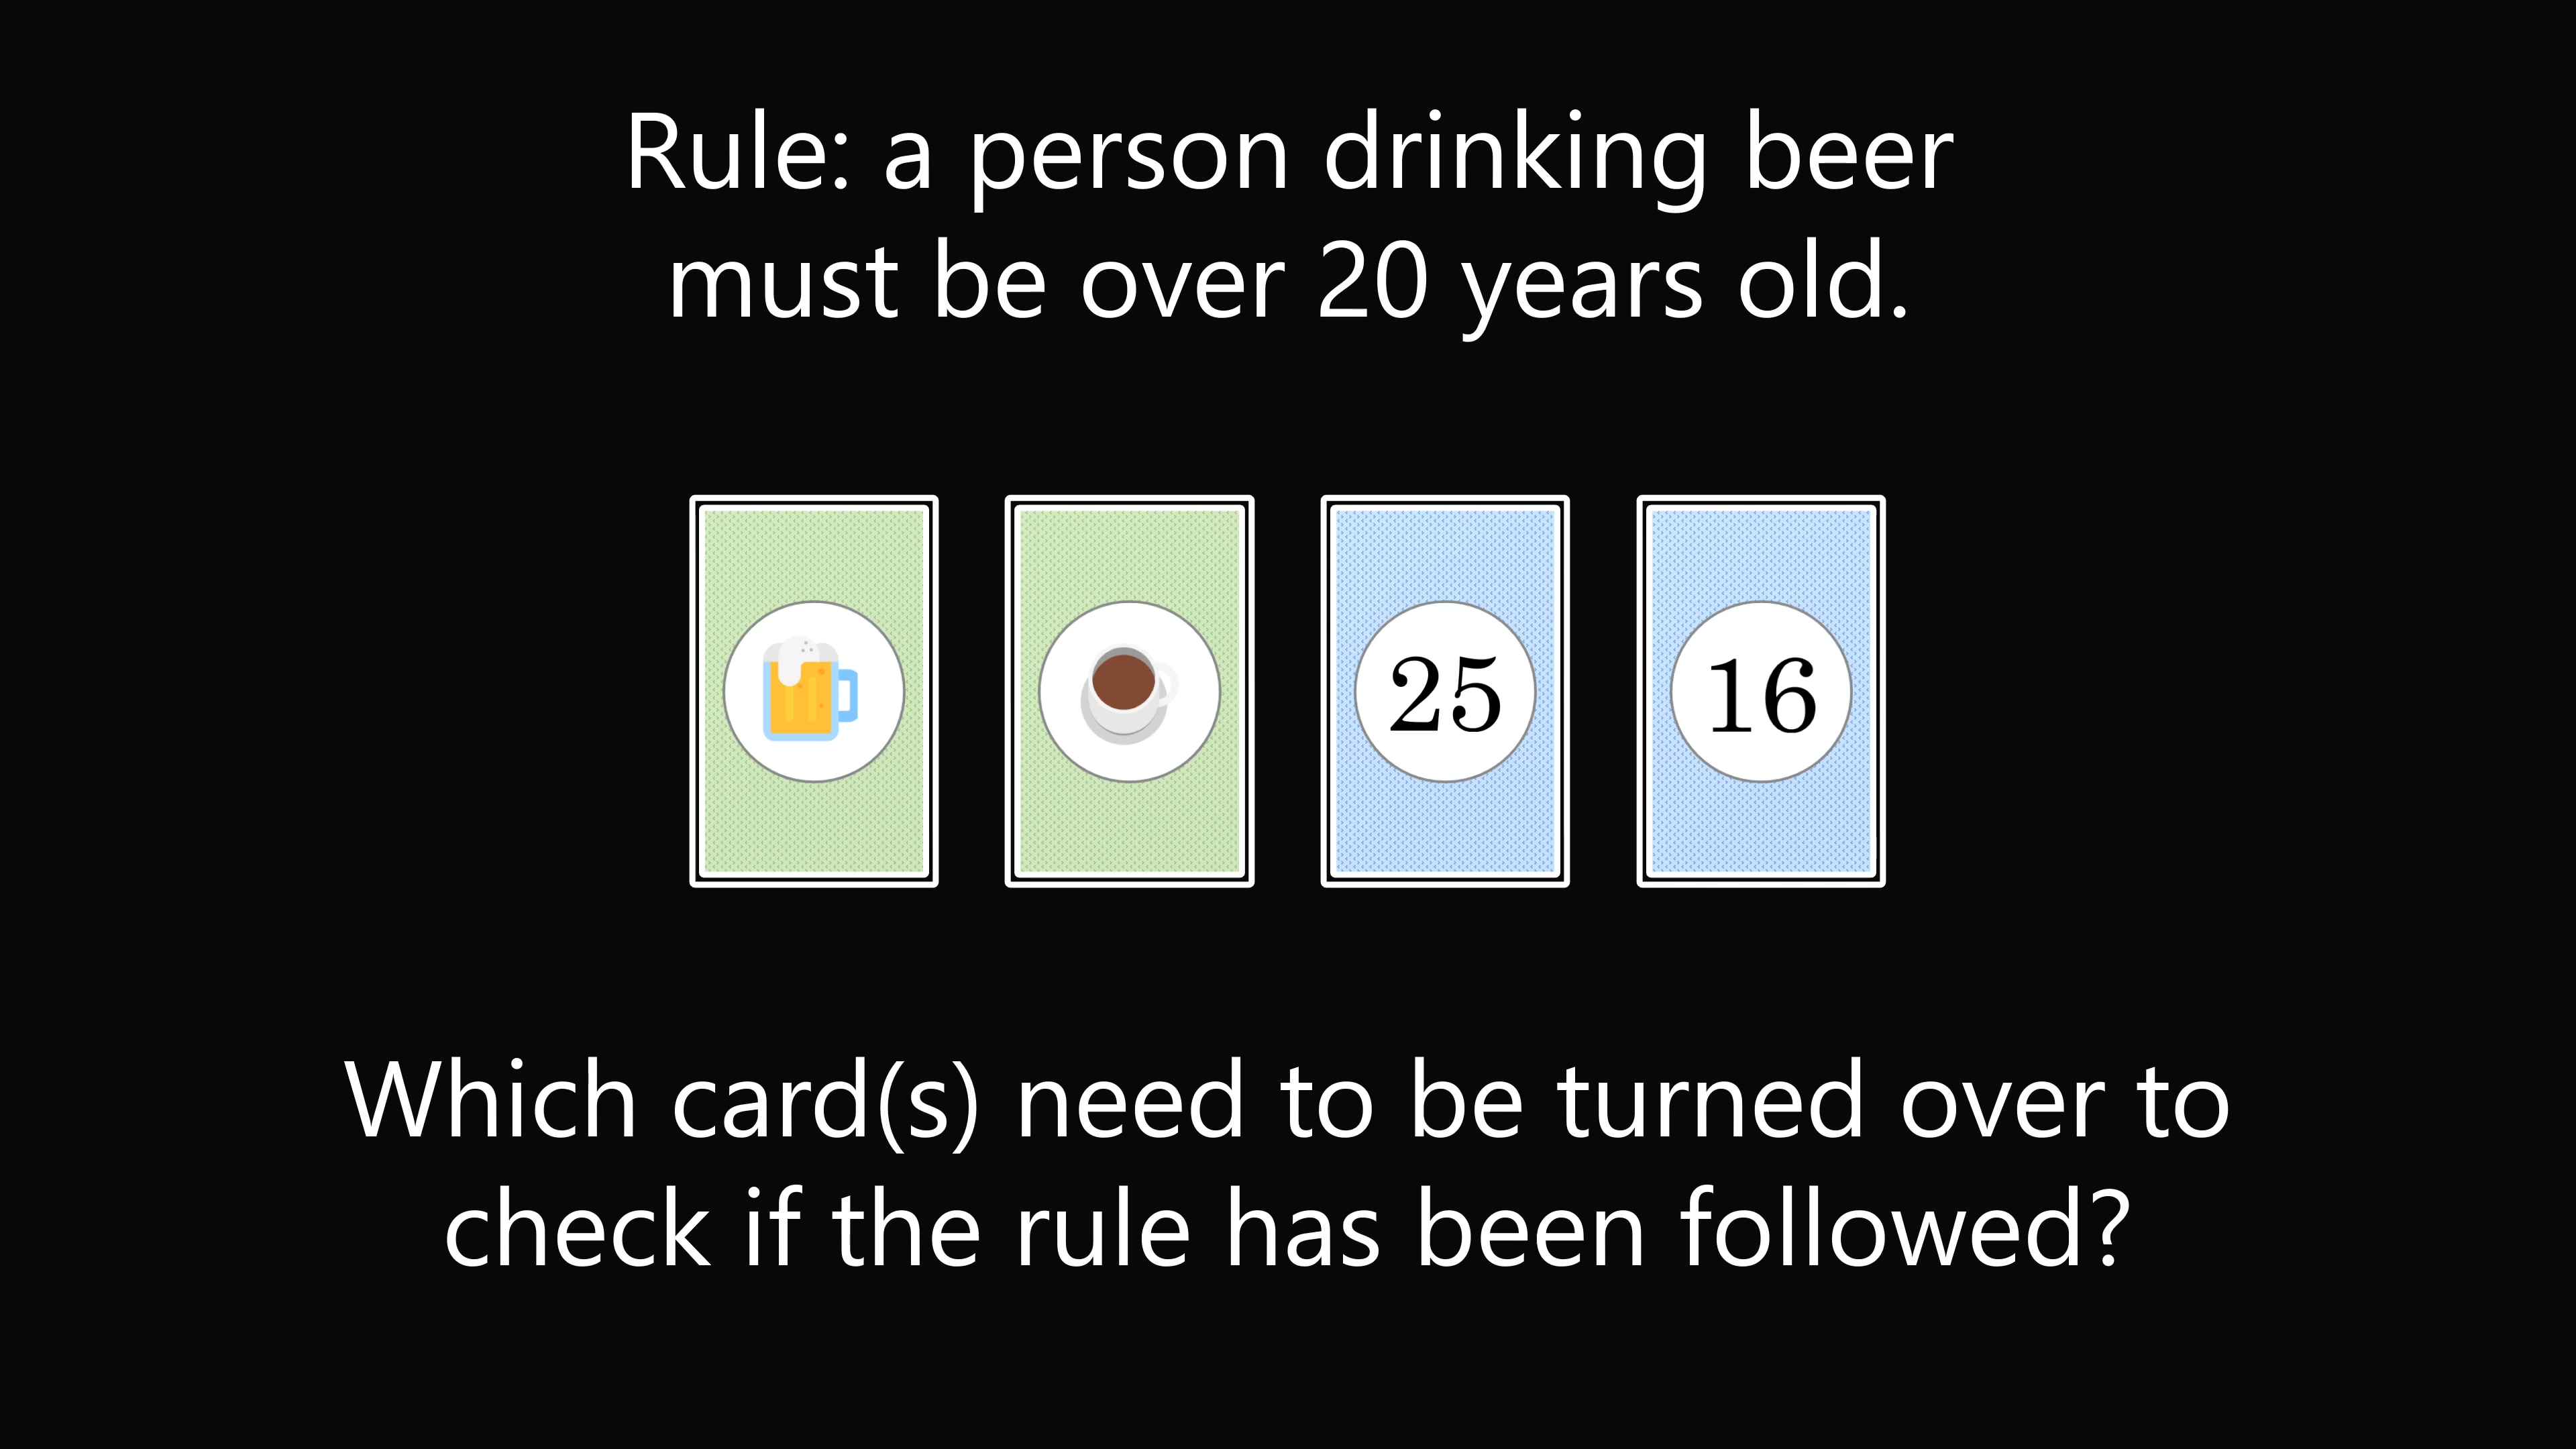 Rule: a person drinking beer
must be over 20 years old.
25
16
Which card(s) need to be turned over to
check if the rule has been followed?